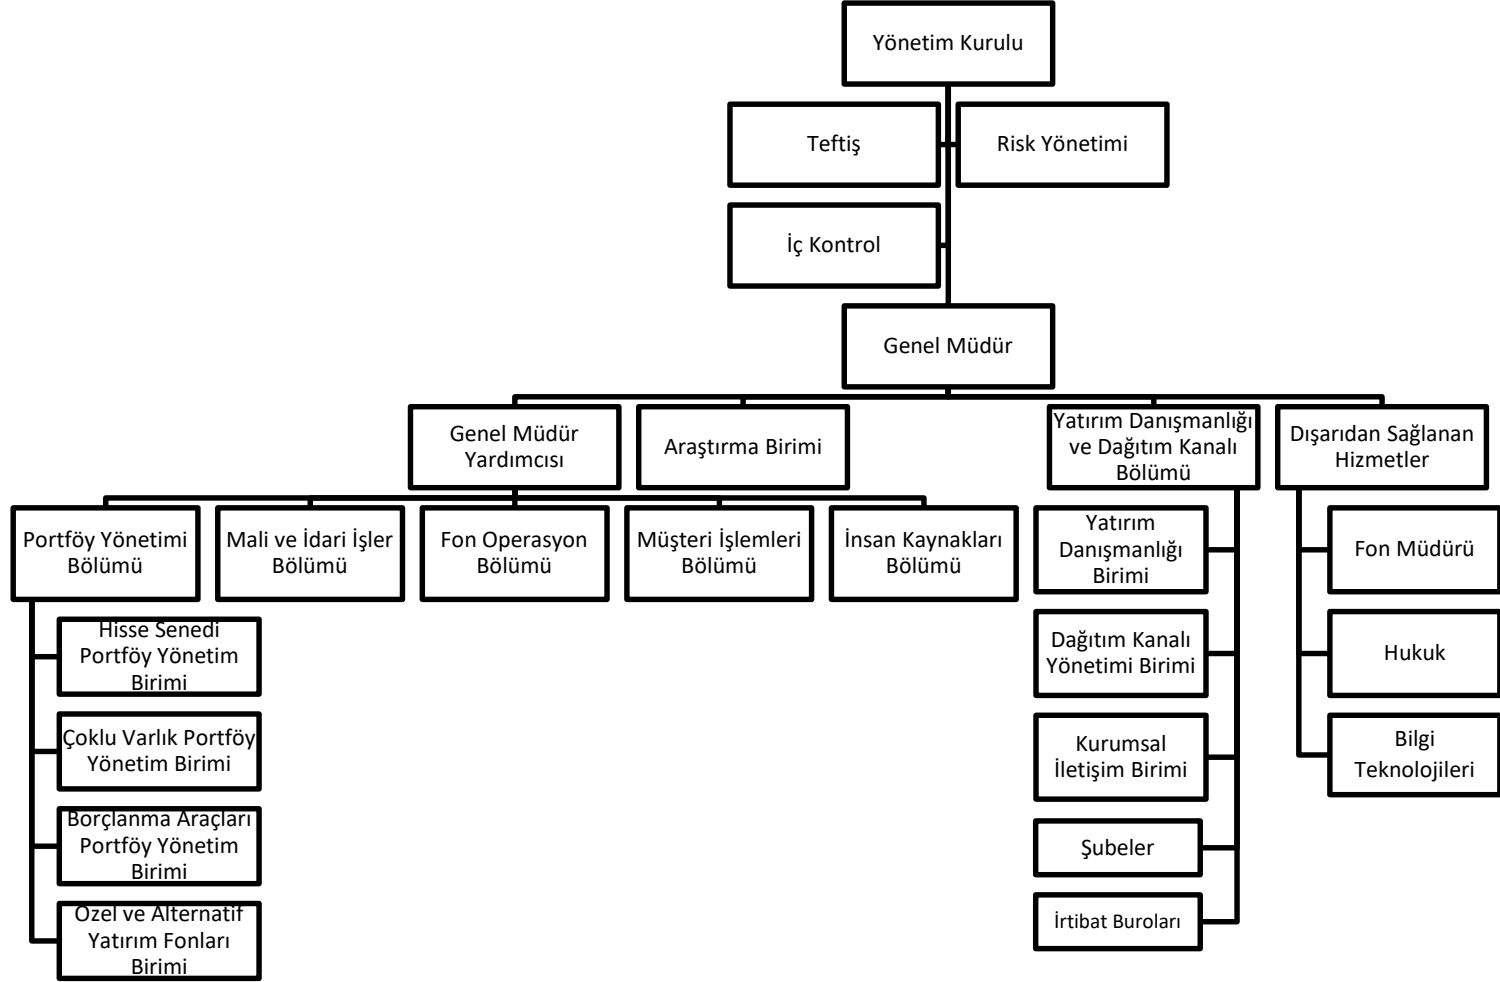 Yönetim Kurulu
Teftiş
Risk Yönetimi
İç Kontrol
Genel Müdür
Genel Müdür
Yardımcısı
Araştırma Birimi
Yatırım Danışmanlığı
ve Dağıtım Kanalı
Bölümü
Dışarıdan Sağlanan
Hizmetler
Portföy Yönetimi
Bölümü
Mali ve İdari İşler
Bölümü
Fon Operasyon
Bölümü
Müşteri İşlemleri
Bölümü
İnsan Kaynakları
Bölümü
Hisse Senedi
Portföy Yönetim
Birimi
Çoklu Varlık Portföy
Yönetim Birimi
Borçlanma Araçları
Portföy Yönetim
Birimi
Özel ve Alternatif
Yatırım Fonları
Birimi
Yatırım
Danışmanlığı
Birimi
Dağıtım Kanalı
Yönetimi Birimi
Kurumsal
İletişim Birimi
Şubeler
İrtibat Buroları
Fon Müdürü
Hukuk
Bilgi
Teknolojileri